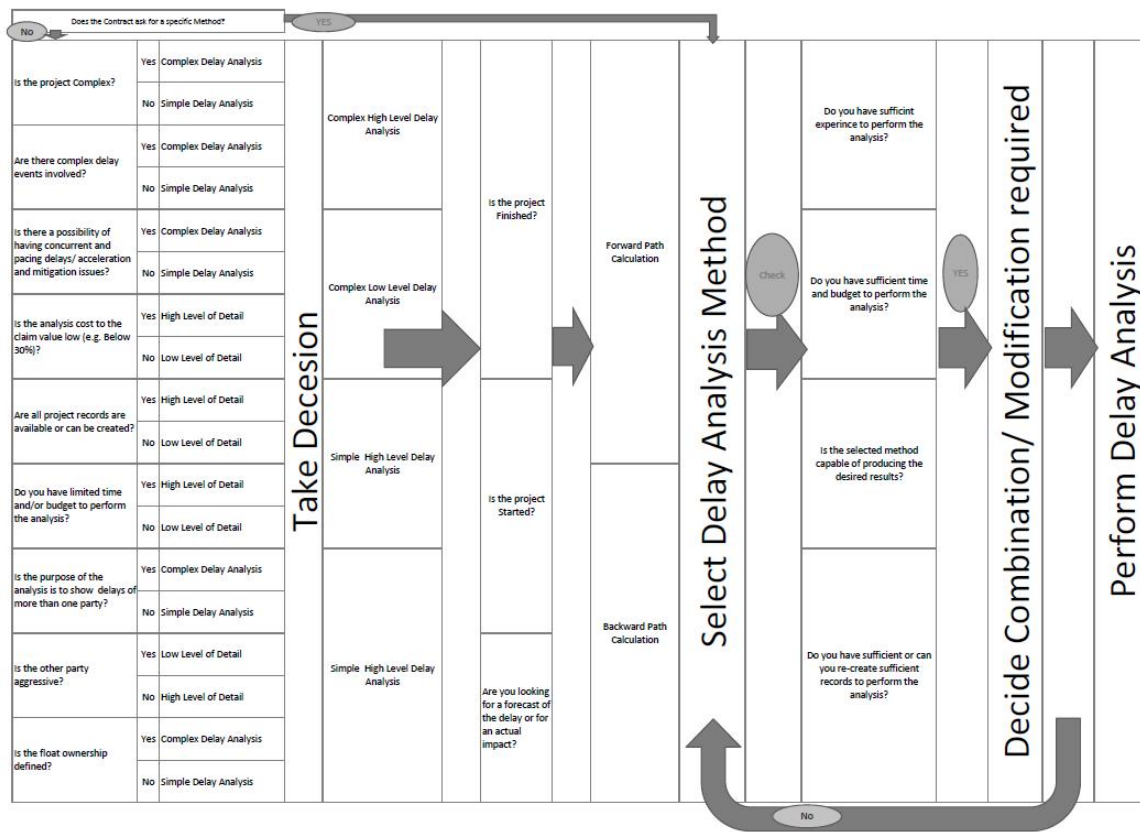 Does the Contract ask for a specific Method?
YES
No
Is the project Complex?
Yes Complex Delay Analysis
No Simple Delay Analysis
Are there complex delay
events involved?
Yes Complex Delay Analysis
No Simple Delay Analysis
Is there a possibility of
having concurrent and
pacing delays/ acceleration
and mitigation issues?
Yes Complex Delay Analysis
No Simple Delay Analysis
Is the analysis cost to the
claim value low (e.g. Below
30%)?
Yes High Level of Detail
No Low Level of Detail
Are all project records are
available or can be created?
Yes High Level of Detail
No Low Level of Detail
Do you have limited time
and/or budget to perform
the analysis?
Yes High Level of Detail
No Low Level of Detail
Is the purpose of the
analysis is to show delays of
more than one party?
Yes Complex Delay Analysis
No Simple Delay Analysis
Is the other party
aggressive?
Yes Low Level of Detail
No High Level of Detail
Is the float ownership
defined?
Yes Complex Delay Analysis
No Simple Delay Analysis
Take Decesion
Complex High Level Delay
Analysis
Complex Low Level Delay
Analysis
Simple High Level Delay
Analysis
Simple High Level Delay
Analysis
Is the project
Finished?
Is the project
Started?
Are you looking
for a forecast of
the delay or for
an actual
impact?
Forward Path
Calculation
Backward Path
Calculation
Select Delay Analysis Method
Check
Do you have sufficint
experince to perform the
analysis?
Do you have sufficient time
and budget to perform the
analysis?
Is the selected method
capable of producing the
desired results?
Do you have sufficient or can
you re-create sufficient
records to perform the
analysis?
YES
Decide Combination/ Modification required
No
Perform Delay Analysis